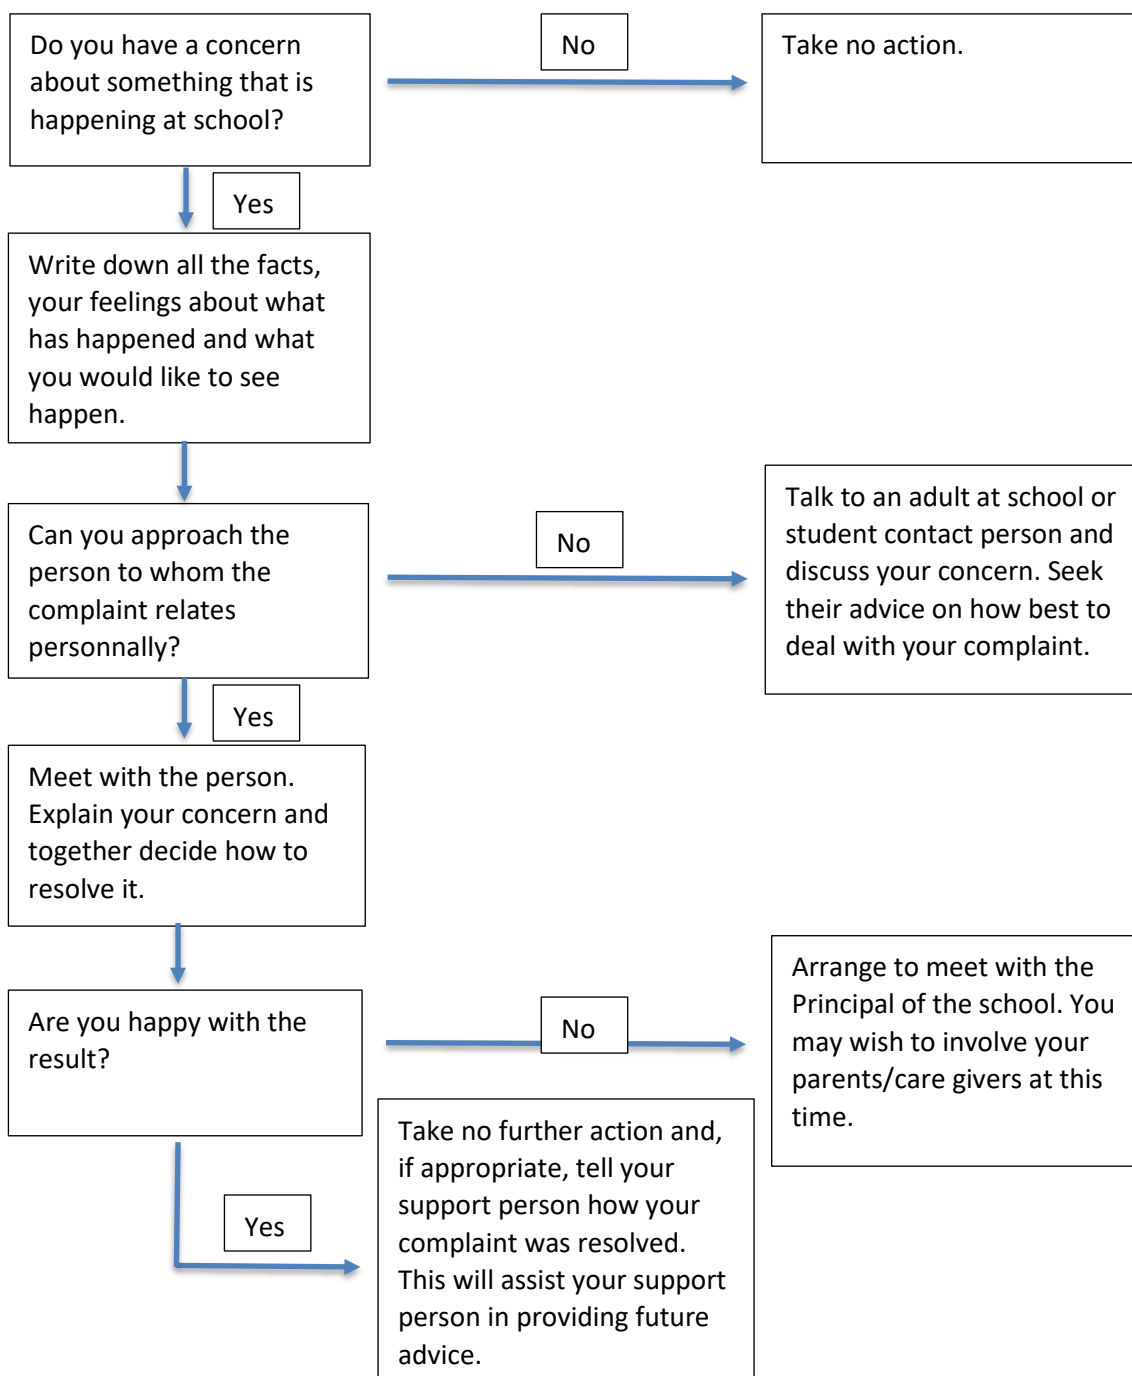 Do you have a concern
about something that is
happening at school?
No
Take no action.
Yes
Write down all the facts,
your feelings about what
has happened and what
you would like to see
happen.
Can you approach the
person to whom the
complaint relates
personnally?
No
Talk to an adult at school or
student contact person and
discuss your concern. Seek
their advice on how best to
deal with your complaint.
Yes
Meet with the person.
Explain your concern and
together decide how to
resolve it.
Are you happy with the
result?
No
Arrange to meet with the
Principal of the school. You
may wish to involve your
parents/care givers at this
time.
Yes
Take no further action and,
if appropriate, tell your
support person how your
complaint was resolved.
This will assist your support
person in providing future
advice.